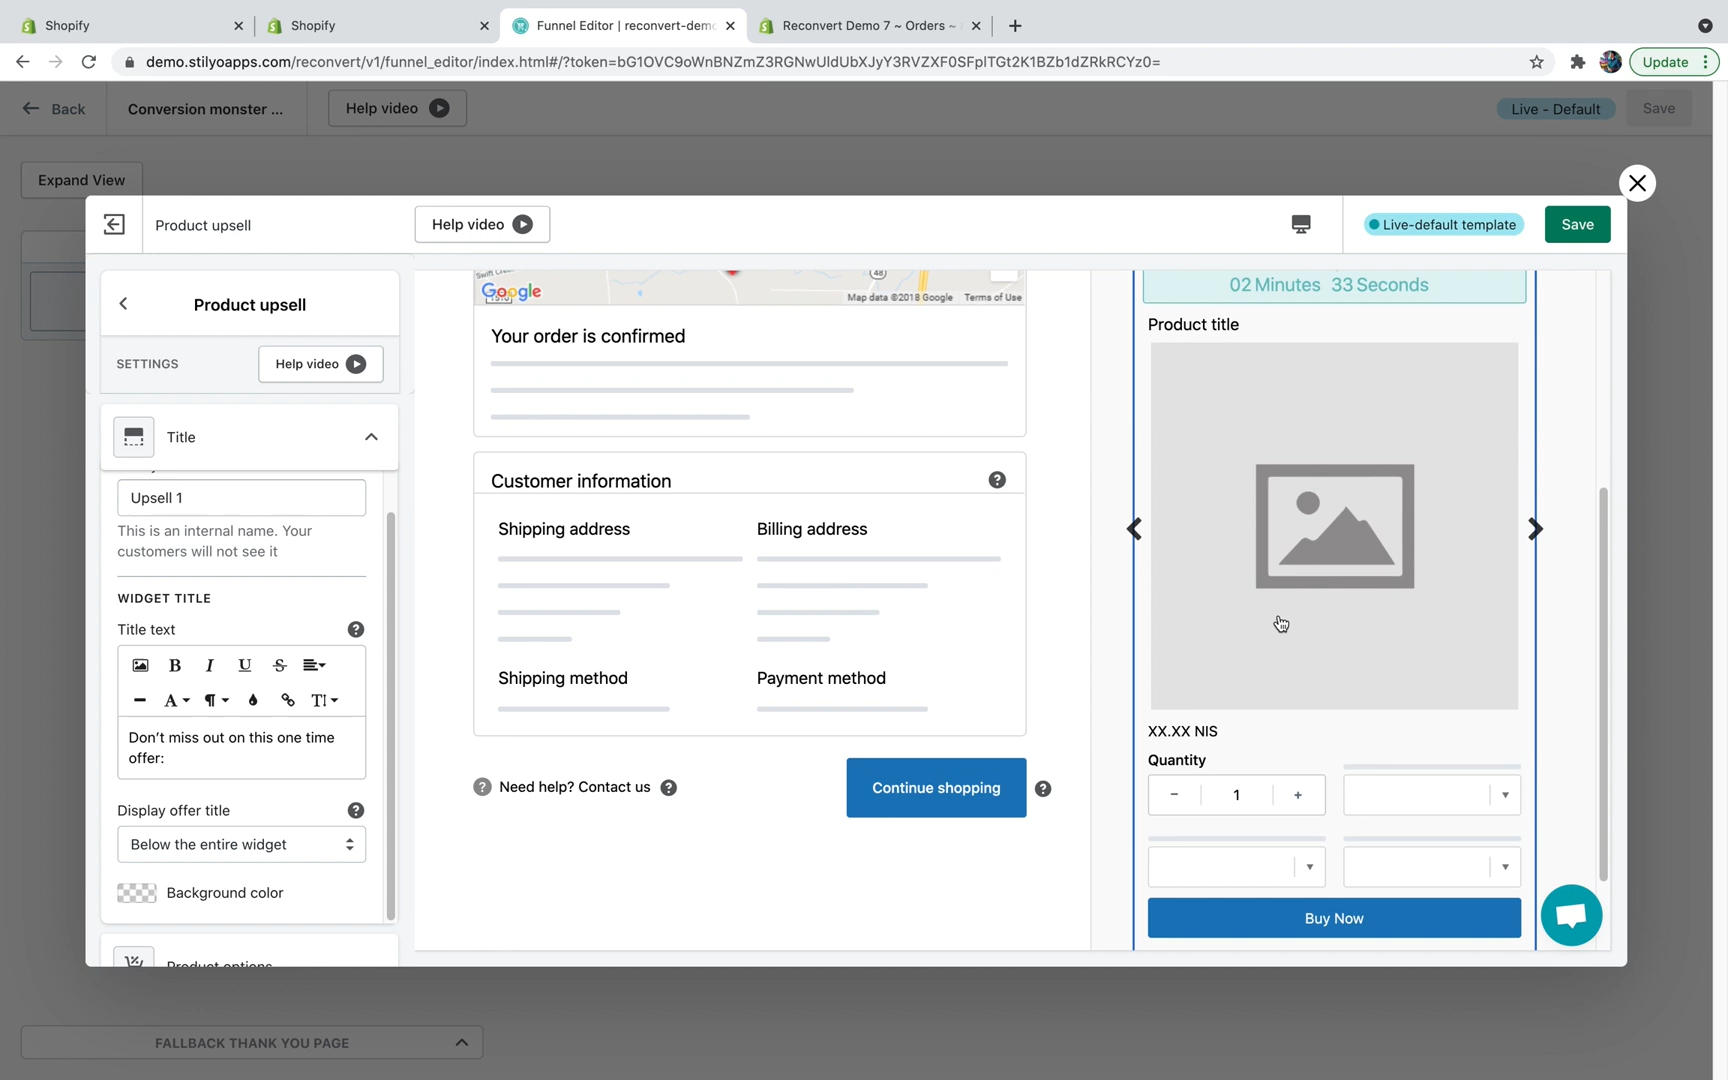 Shopify
Shopify
Funnel Editor | reconvert-demo
Reconvert Demo 7 ~ Orders ~
demo.stilyoapps.com/reconvert/v1/funnel_editor/index.html#/?token=bG1OVC9oWnBNZmZ3RGNwUldUbXJyY3RVZXF0SFplTGt2K1BZb1dZRkRCYz0=
Update
Back
Conversion monster ...
Help video
Live - Default
Save
Expand View
Product upsell
Help video
Live-default template
Save
Product upsell
SETTINGS
Help video
Title
Upsell 1
This is an internal name. Your
customers will not see it
WIDGET TITLE
Title text
Don't miss out on this one time
offer:
Display offer title
Below the entire widget
Background color
Product options
Google
48
Map data ©2018 Google
Terms of Use
Your order is confirmed
Customer information
Shipping address
Billing address
Shipping method
Payment method
Need help? Contact us
Continue shopping
02 Minutes 33 Seconds
Product title
XX.XX NIS
Quantity
- 1 +
Buy Now
FALLBACK THANK YOU PAGE